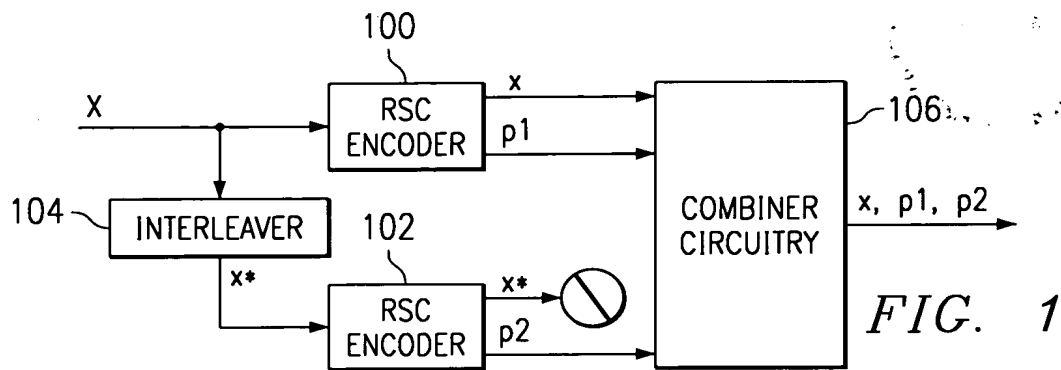 100
X
RSC
ENCODER
x
p1
106
104
INTERLEAVER
x*
102
RSC
ENCODER
x*
p2
COMBINER
CIRCUITRY
x, p1, p2
FIG. 1